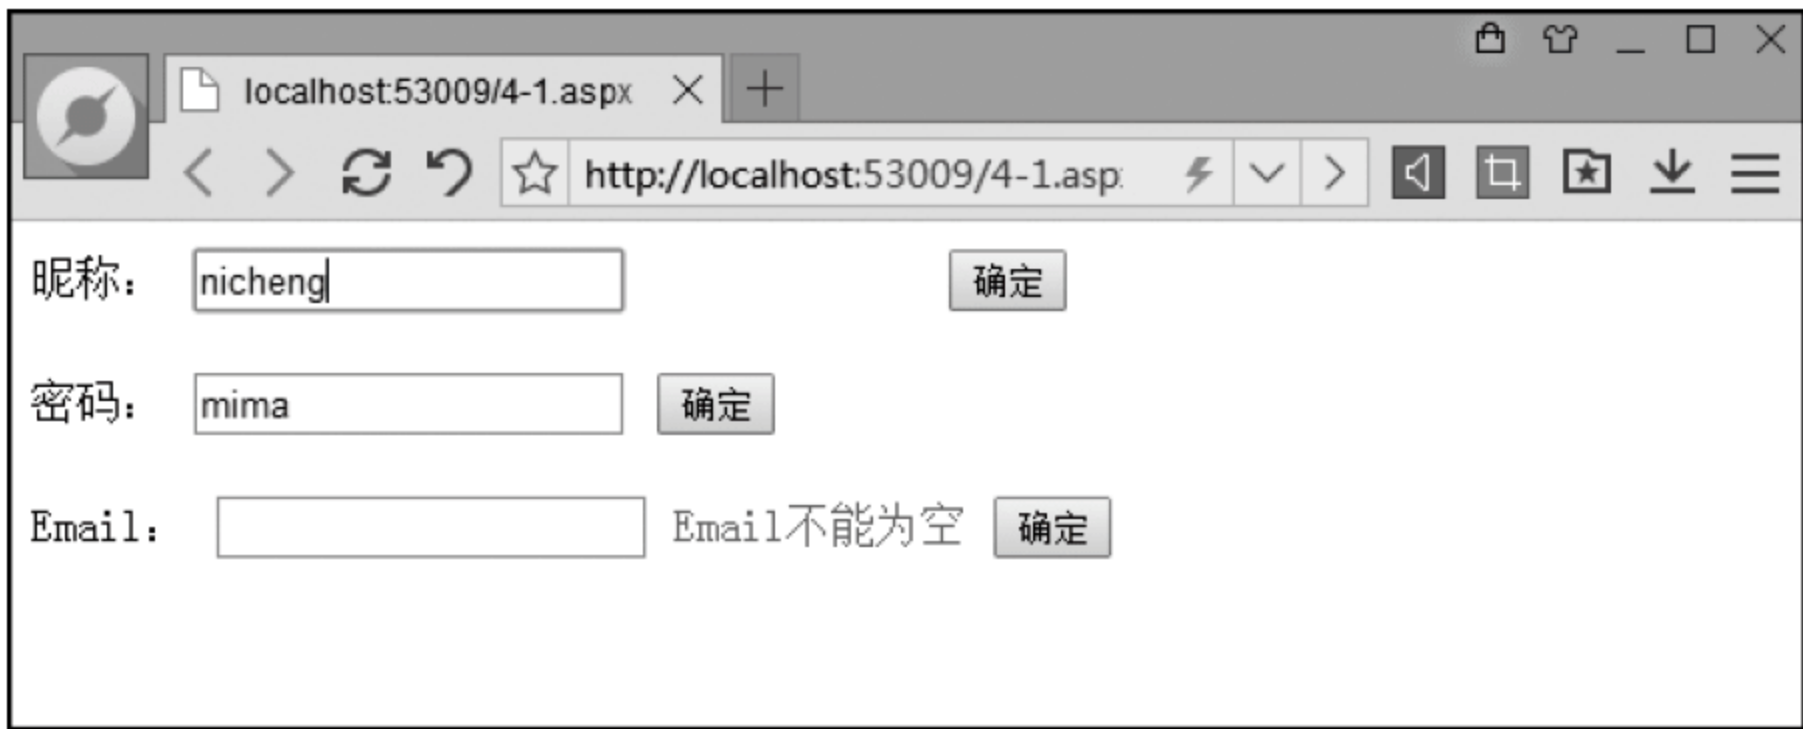 localhost:53009/4-1.aspx
http://localhost:53009/4-1.asp
昵称： nicheng 确定
密码： mima 确定
Email： Email不能为空 确定